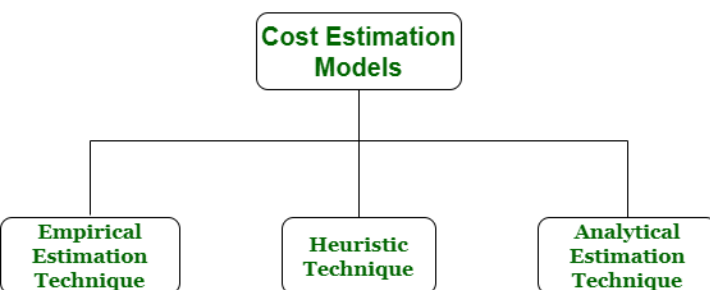 Cost Estimation
Models
Empirical
Estimation
Technique
Heuristic
Technique
Analytical
Estimation
Technique